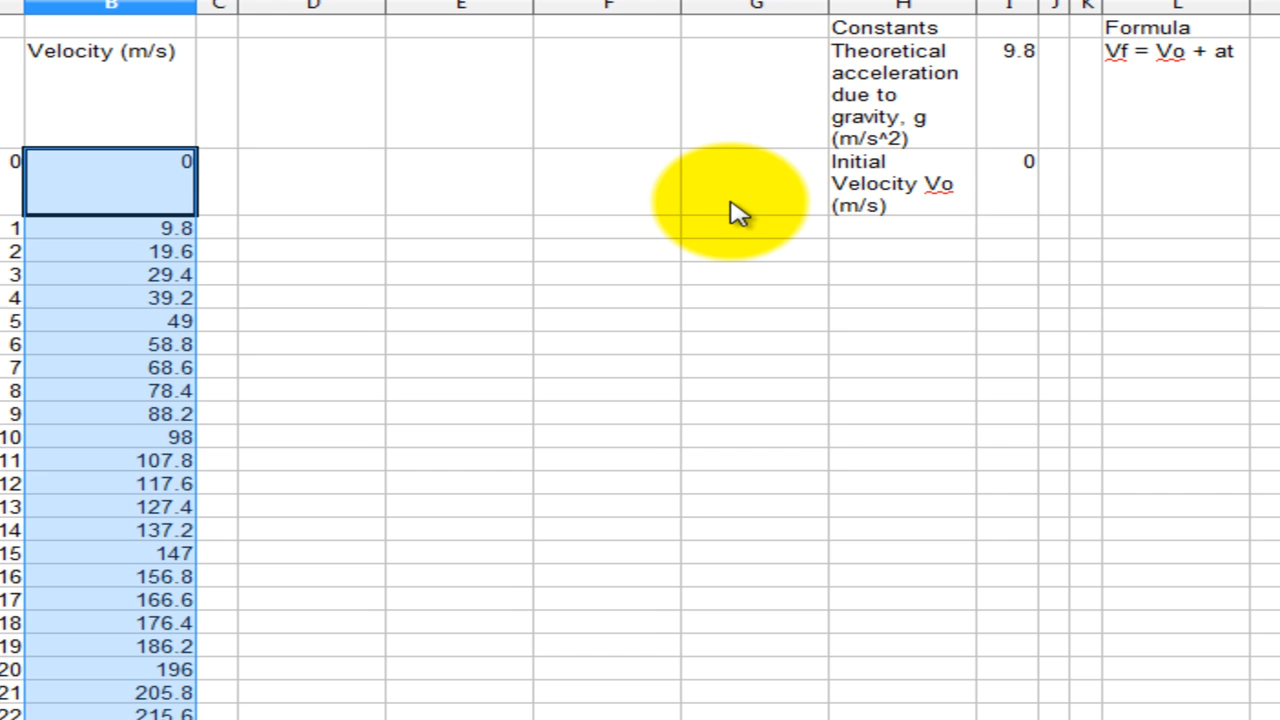 B C D E F G H I J K L
Constants Formula
Velocity (m/s) Theoretical 9.8 Vf = Vo + at
acceleration
due to
gravity, g
(m/s^2)
0 0 Initial 0
Velocity Vo
(m/s)
1 9.8
2 19.6
3 29.4
4 39.2
5 49
6 58.8
7 68.6
8 78.4
9 88.2
10 98
11 107.8
12 117.6
13 127.4
14 137.2
15 147
16 156.8
17 166.6
18 176.4
19 186.2
20 196
21 205.8
22 215.6